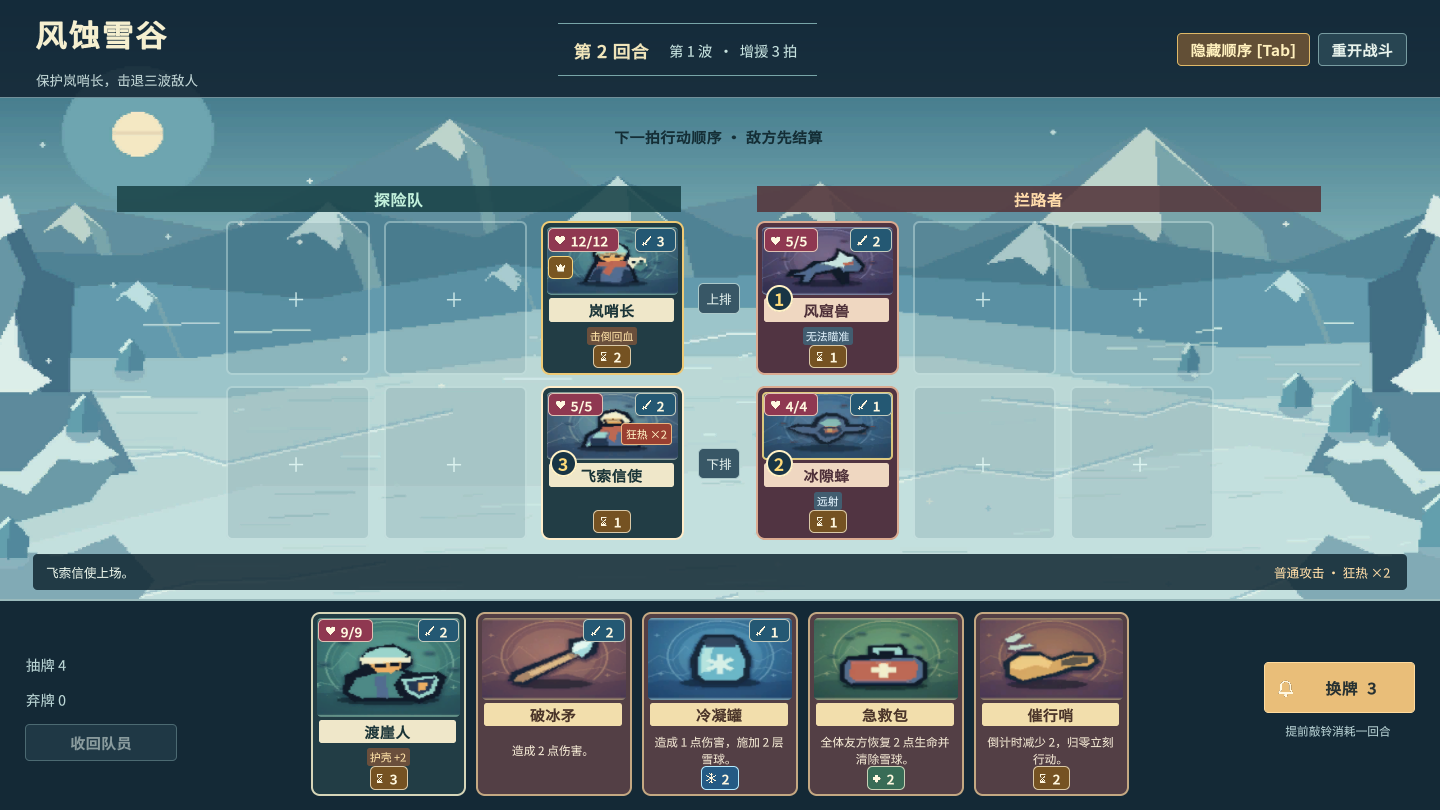 风蚀雪谷
保护岚哨长，击退三波敌人
第 2 回合
第 1 波 · 增援 3 拍
隐藏顺序 [Tab]
重开战斗
下一拍行动顺序 · 敌方先结算
探险队
拦路者
12/12
3
岚哨长
击倒回血
2
上排
5/5
2
1
风窟兽
无法瞄准
1
5/5
2
狂热 ×2
3
飞索信使
1
下排
4/4
1
2
冰隙蜂
远射
1
飞索信使上场。
普通攻击 · 狂热 ×2
抽牌 4
弃牌 0
收回队员
9/9
2
渡崖人
护壳 +2
3
2
破冰矛
造成 2 点伤害。
1
冷凝罐
造成 1 点伤害，施加 2 层
雪球。
2
急救包
全体友方恢复 2 点生命并
清除雪球。
2
催行哨
倒计时减少 2，归零立刻
行动。
2
换牌 3
提前敲铃消耗一回合